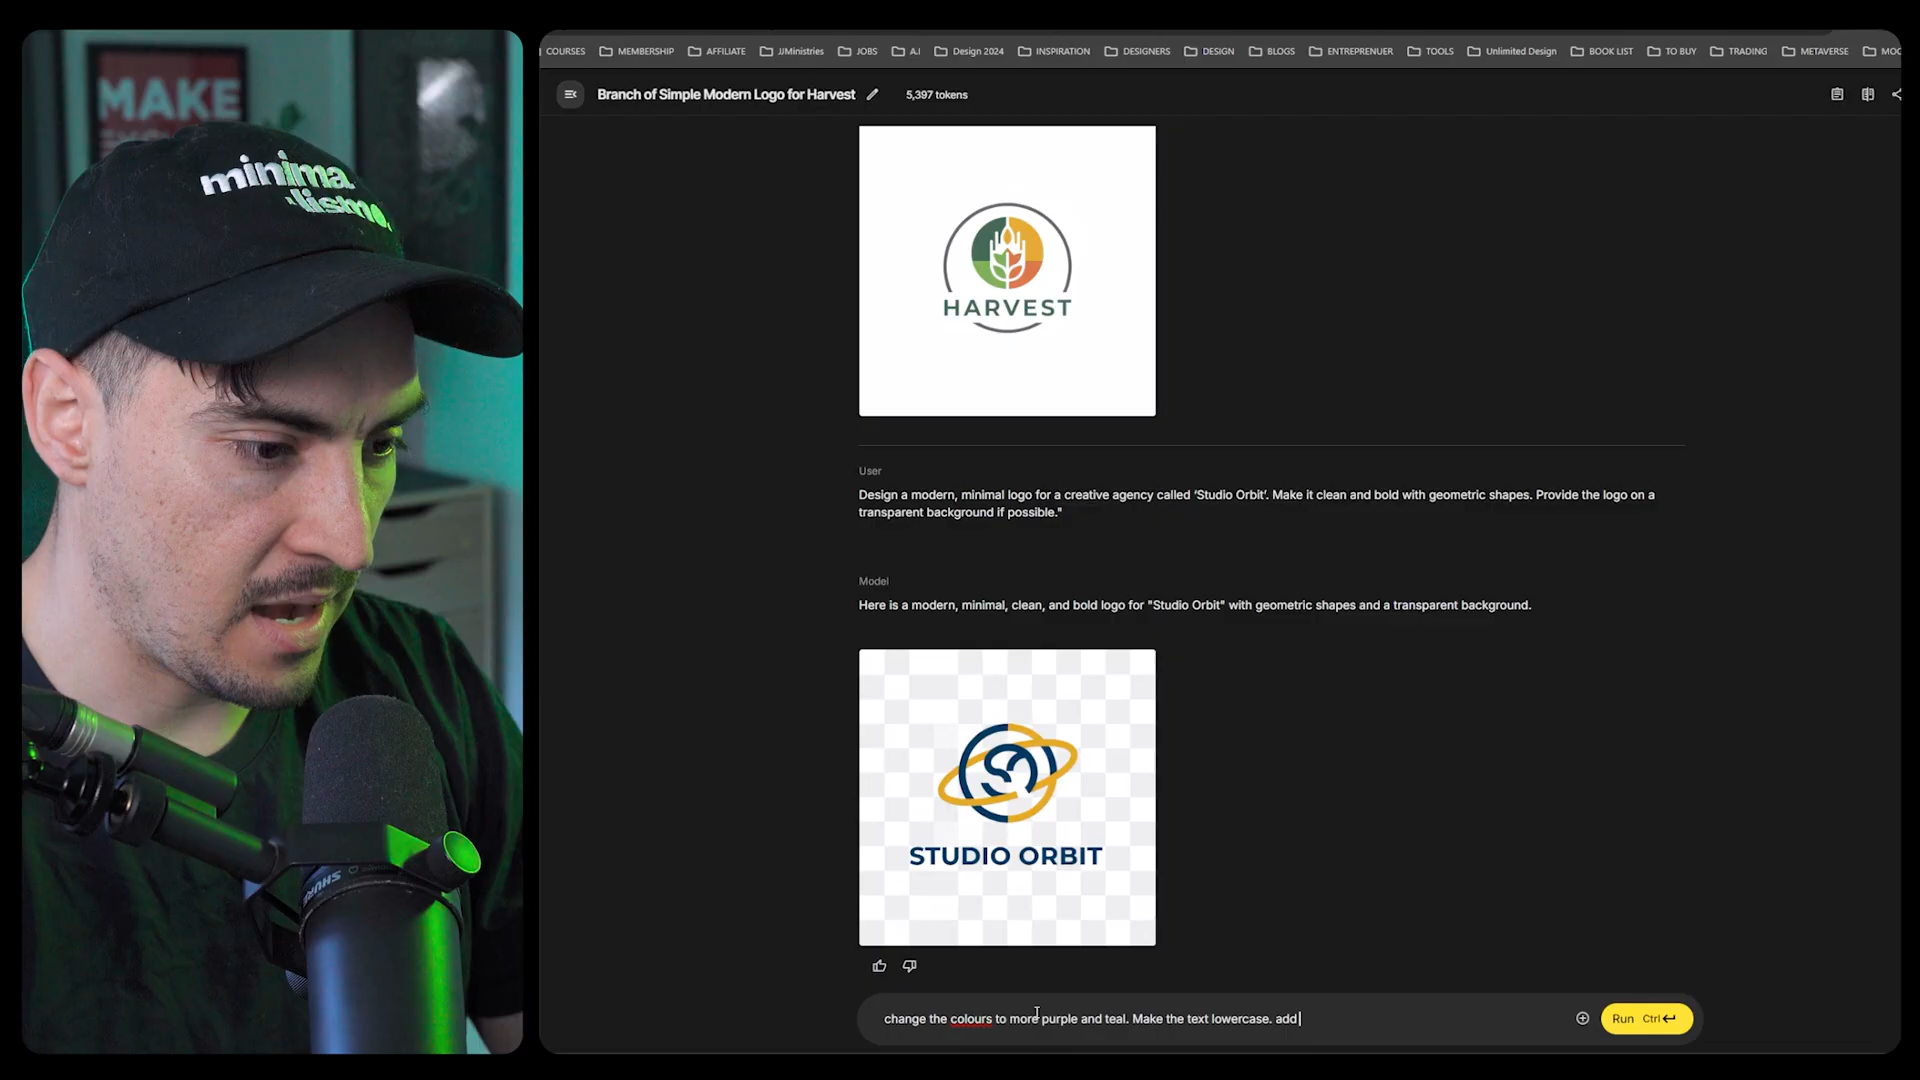 MAKE
minima.
lismo.
SHURE
COURSES MEMBERSHIP AFFILIATE JJMinistries JOBS A.I Design 2024 INSPIRATION DESIGNERS DESIGN BLOGS ENTREPRENUER TOOLS Unlimited Design BOOK LIST TO BUY TRADING METAVERSE MOC
Branch of Simple Modern Logo for Harvest 5,397 tokens
HARVEST
User
Design a modern, minimal logo for a creative agency called ‘Studio Orbit’. Make it clean and bold with geometric shapes. Provide the logo on a
transparent background if possible."
Model
Here is a modern, minimal, clean, and bold logo for "Studio Orbit" with geometric shapes and a transparent background.
STUDIO ORBIT
change the colours to more purple and teal. Make the text lowercase. add
Run Ctrl